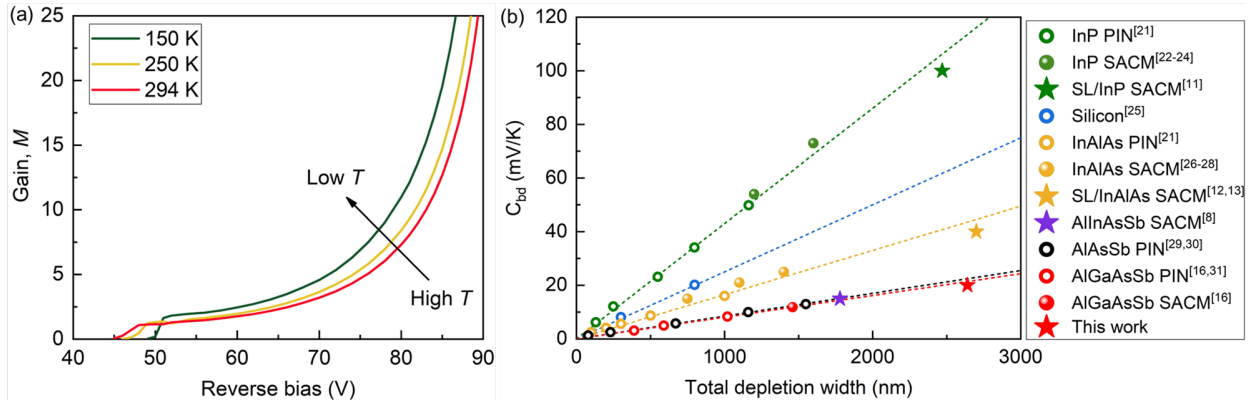 (a)
25
20
15
10
5
0
Gain, M
150 K
250 K
294 K
Low T
High T
40 50 60 70 80 90
Reverse bias (V)
(b)
120
100
80
60
40
20
0
C_bd (mV/K)
0 1000 2000 3000
Total depletion width (nm)
InP PIN[21]
InP SACM[22-24]
SL/InP SACM[11]
Silicon[25]
InAlAs PIN[21]
InAlAs SACM[26-28]
SL/InAlAs SACM[12,13]
AlInAsSb SACM[8]
AlAsSb PIN[29,30]
AlGaAsSb PIN[16,31]
AlGaAsSb SACM[16]
This work